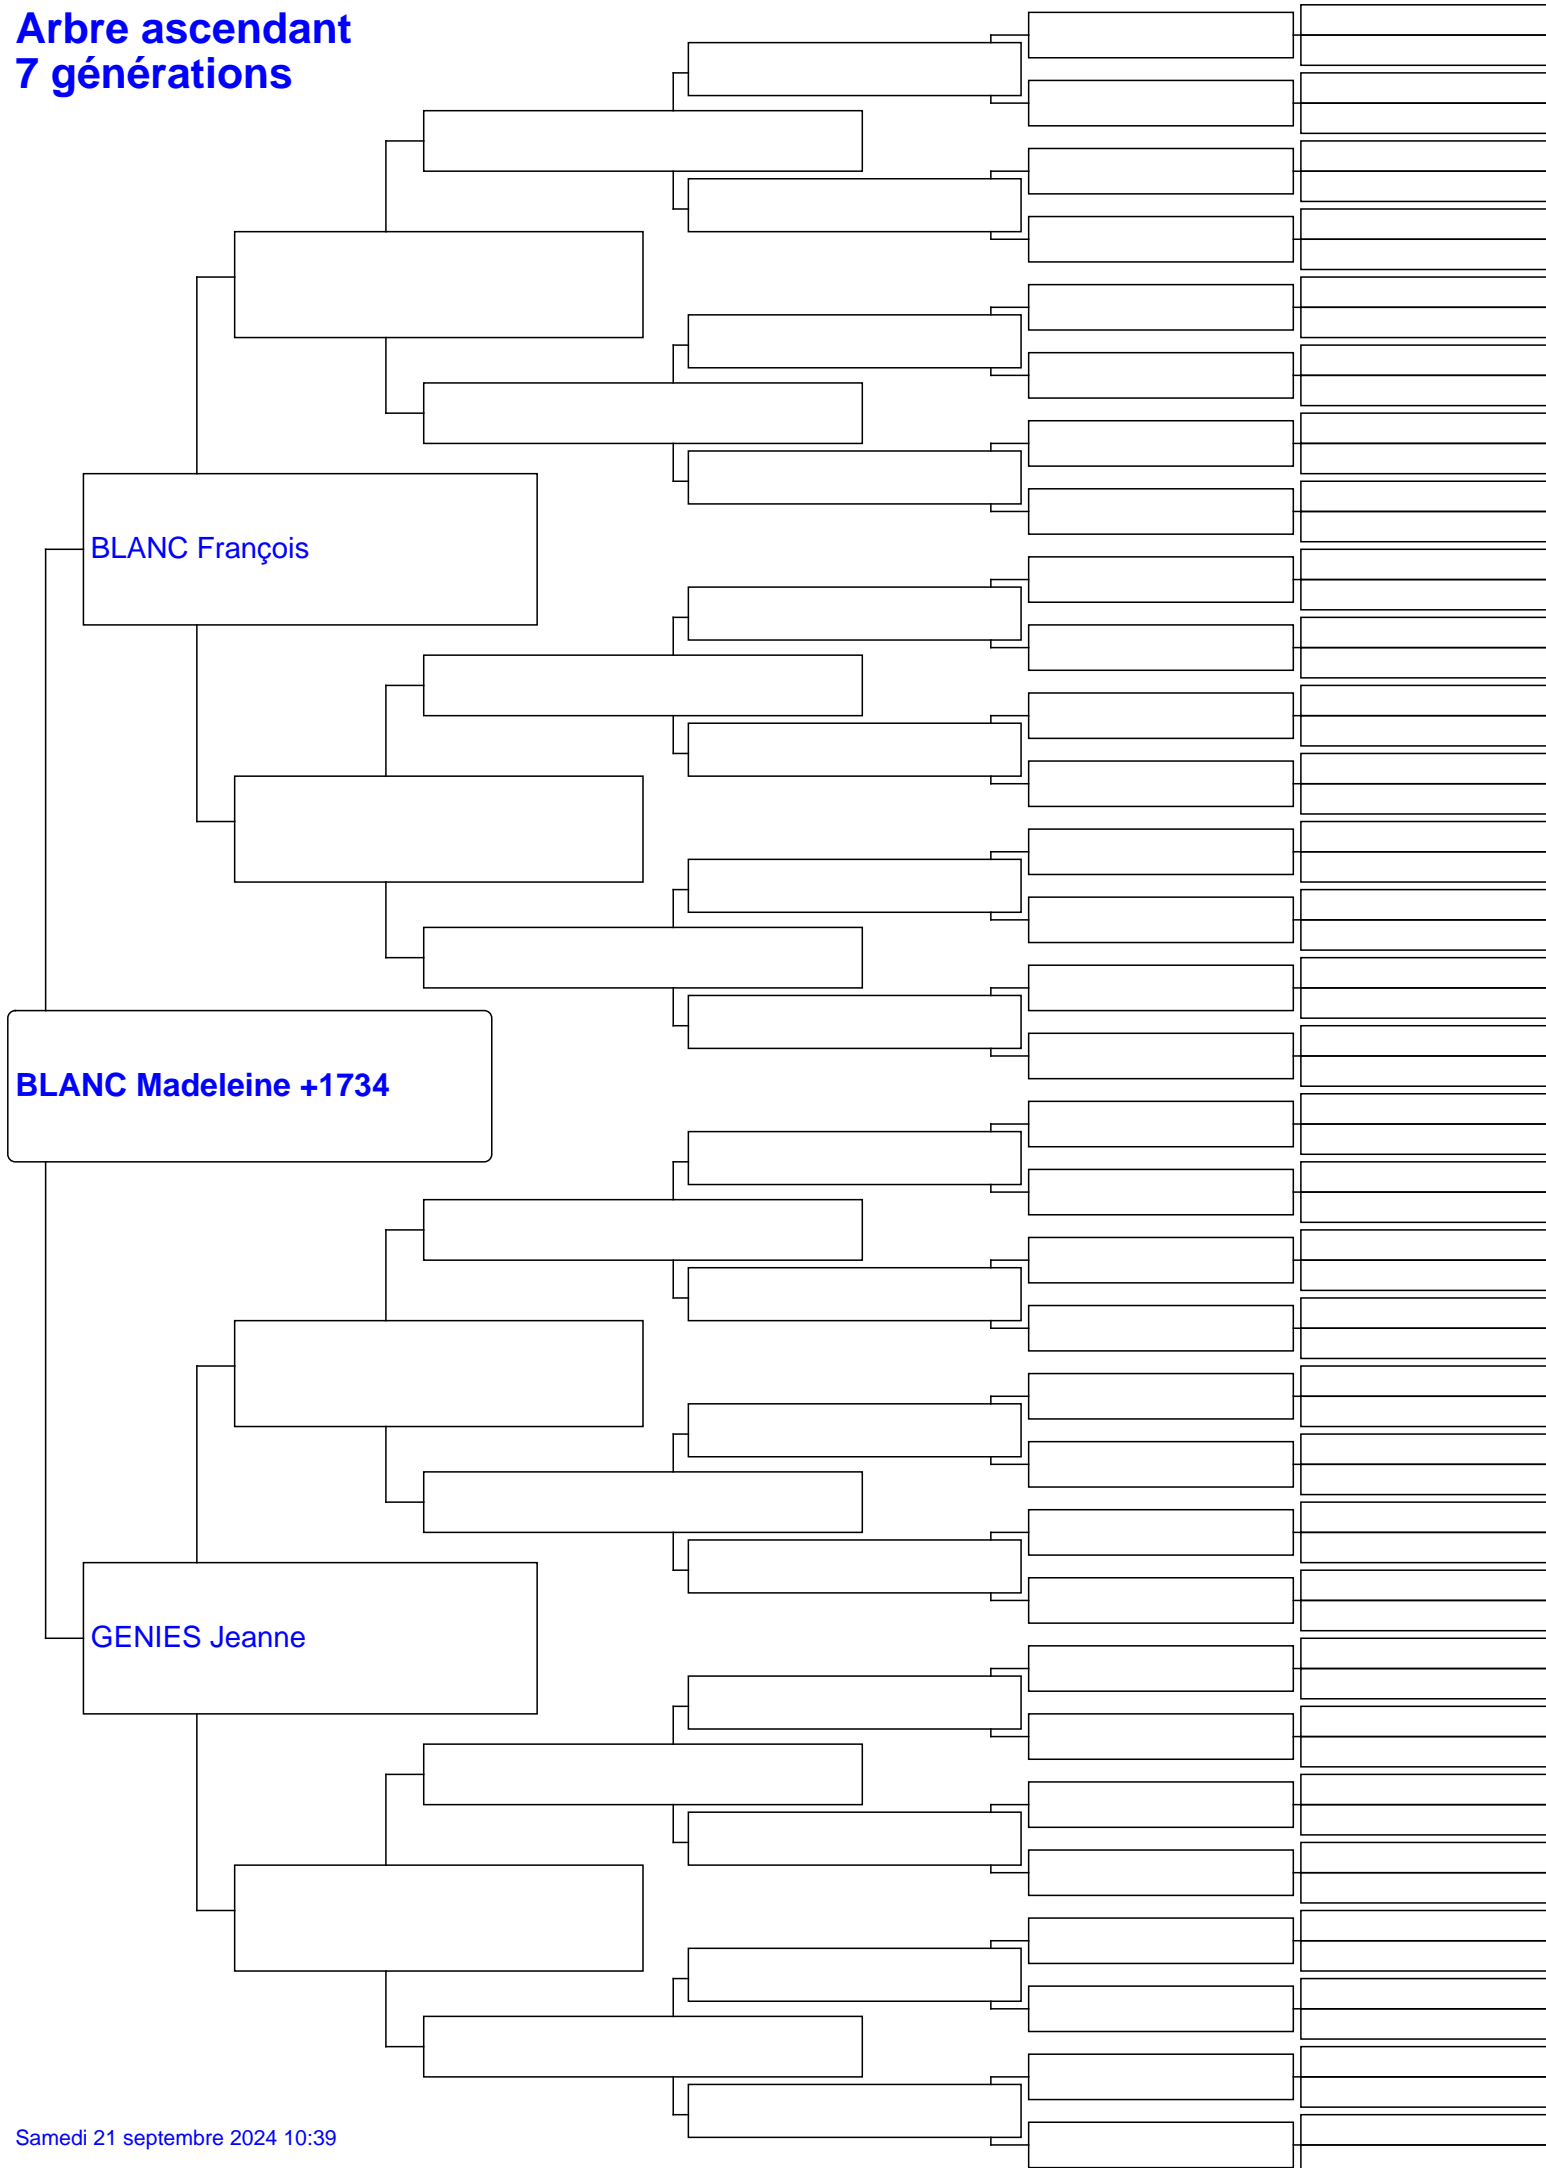 Arbre ascendant
7 générations
BLANC François
BLANC Madeleine +1734
GENIES Jeanne
Samedi 21 septembre 2024 10:39